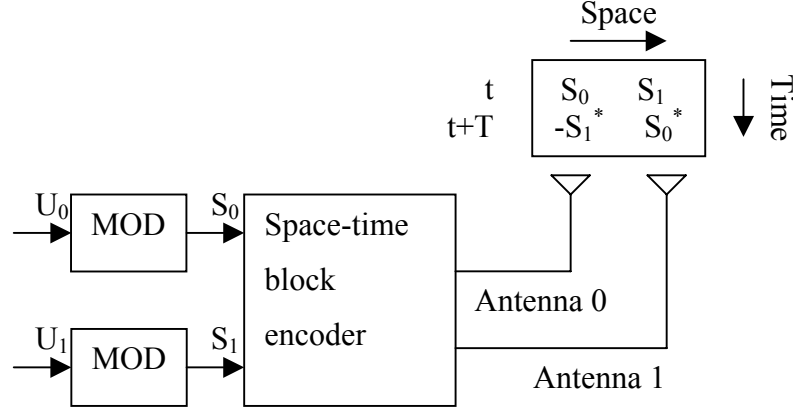 Space
t S₀ S₁
t+T -S₁* S₀*
Time
U₀ MOD S₀
Space-time
block
encoder
Antenna 0
U₁ MOD S₁
Antenna 1